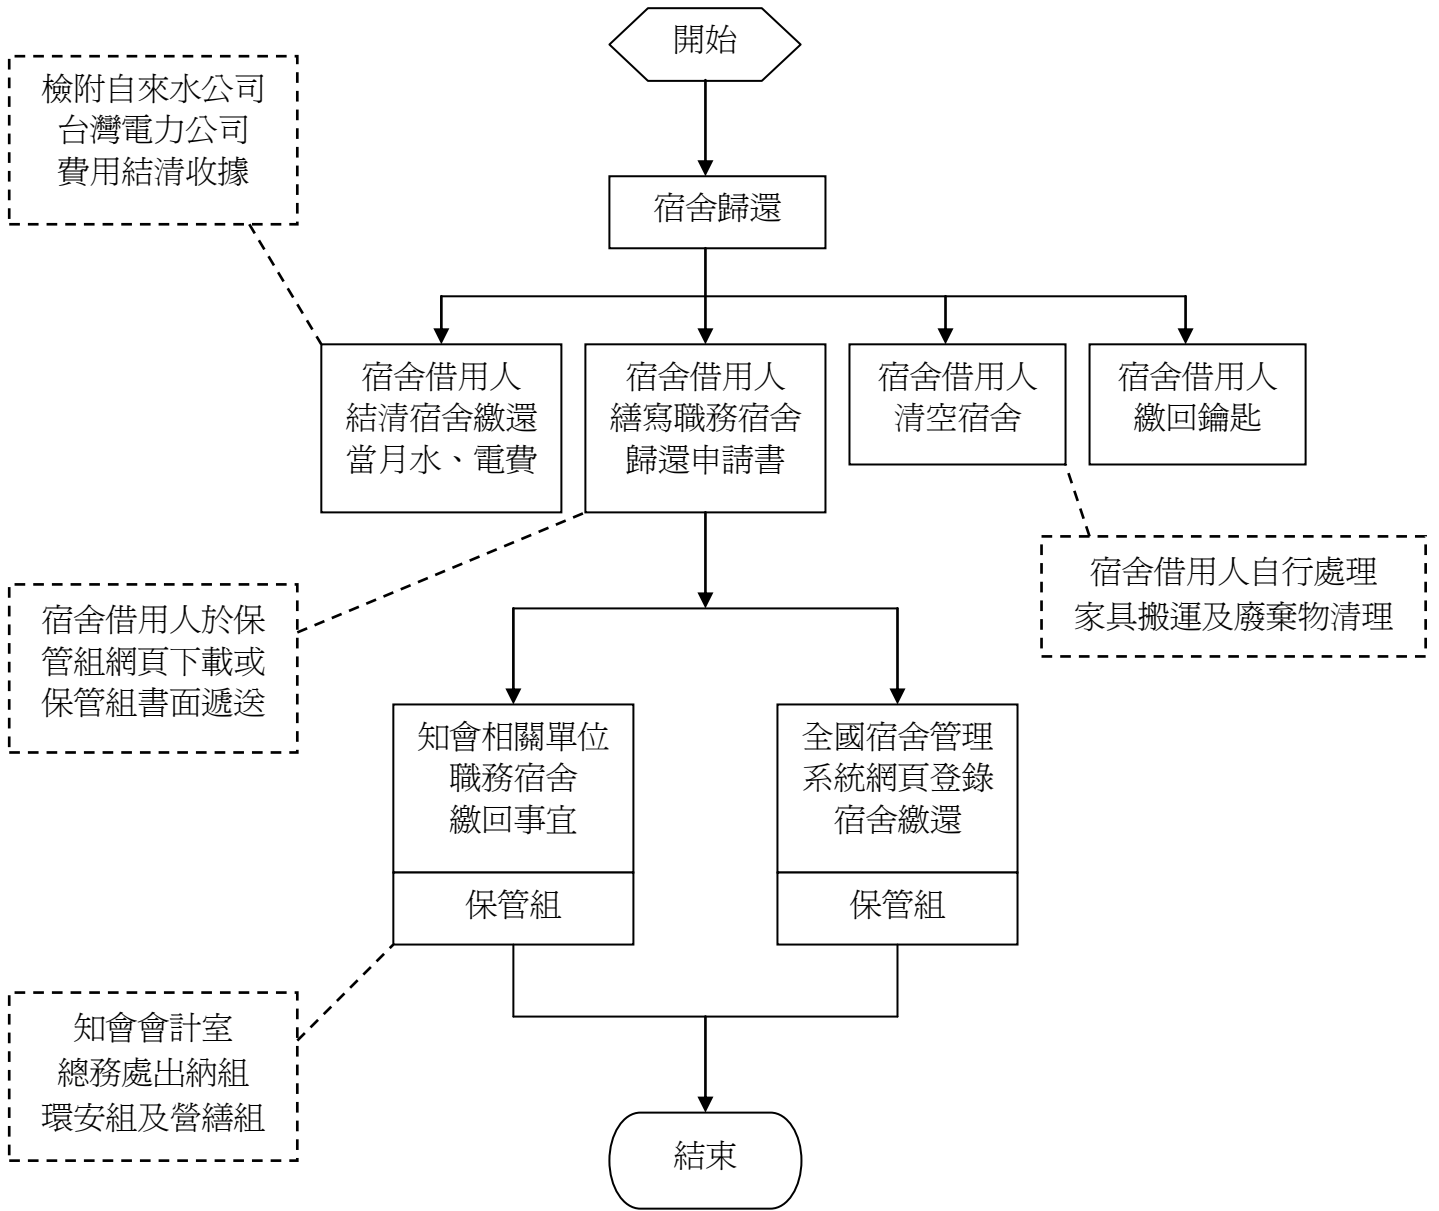 開始
檢附自來水公司
台灣電力公司
費用結清收據
宿舍歸還
宿舍借用人
結清宿舍繳還
當月水、電費
宿舍借用人
繕寫職務宿舍
歸還申請書
宿舍借用人
清空宿舍
宿舍借用人
繳回鑰匙
宿舍借用人自行處理
家具搬運及廢棄物清理
宿舍借用人於保
管組網頁下載或
保管組書面遞送
知會相關單位
職務宿舍
繳回事宜
保管組
全國宿舍管理
系統網頁登錄
宿舍繳還
保管組
知會會計室
總務處出納組
環安組及營繕組
結束